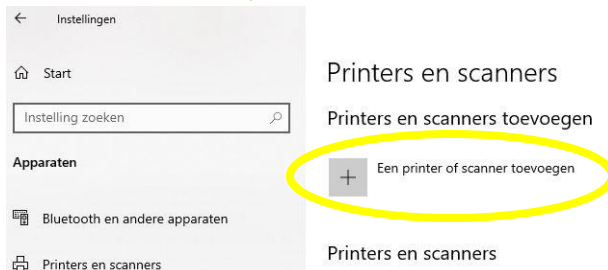 Instellingen
Start
Instelling zoeken
Apparaten
Bluetooth en andere apparaten
Printers en scanners
Printers en scanners
Printers en scanners toevoegen
Een printer of scanner toevoegen
Printers en scanners